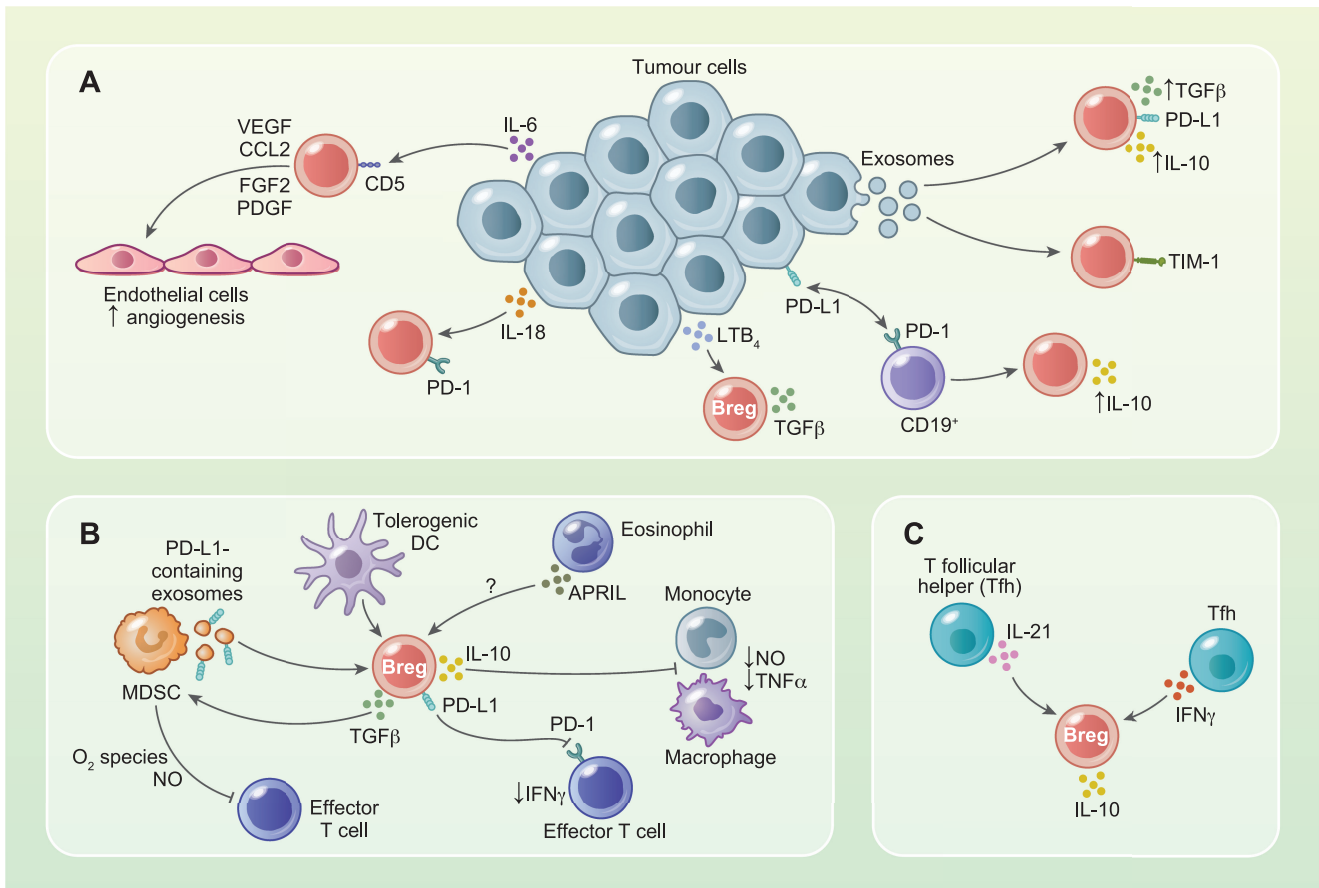 A
Tumour cells
VEGF
CCL2
FGF2
PDGF
CD5
IL-6
Endothelial cells
↑ angiogenesis
IL-18
PD-1
LTB₄
Breg
TGFβ
PD-L1
PD-1
CD19⁺
↑IL-10
Exosomes
↑TGFβ
PD-L1
↑IL-10
TIM-1
B
PD-L1-
containing
exosomes
MDSC
Tolerogenic
DC
Eosinophil
?
APRIL
Breg
IL-10
PD-L1
TGFβ
Monocyte
↓NO
↓TNFα
Macrophage
O₂ species
NO
Effector
T cell
PD-1
↓IFNγ
Effector T cell
C
T follicular
helper (Tfh)
IL-21
Tfh
IFNγ
Breg
IL-10